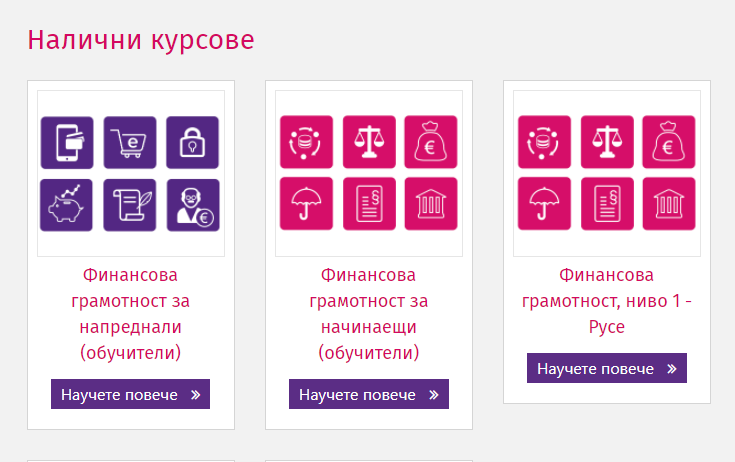 Налични курсове
Финансова
грамотност за
напреднали
(обучители)
Научете повече »
Финансова
грамотност за
начинаещи
(обучители)
Научете повече »
Финансова
грамотност, ниво 1 -
Русе
Научете повече »